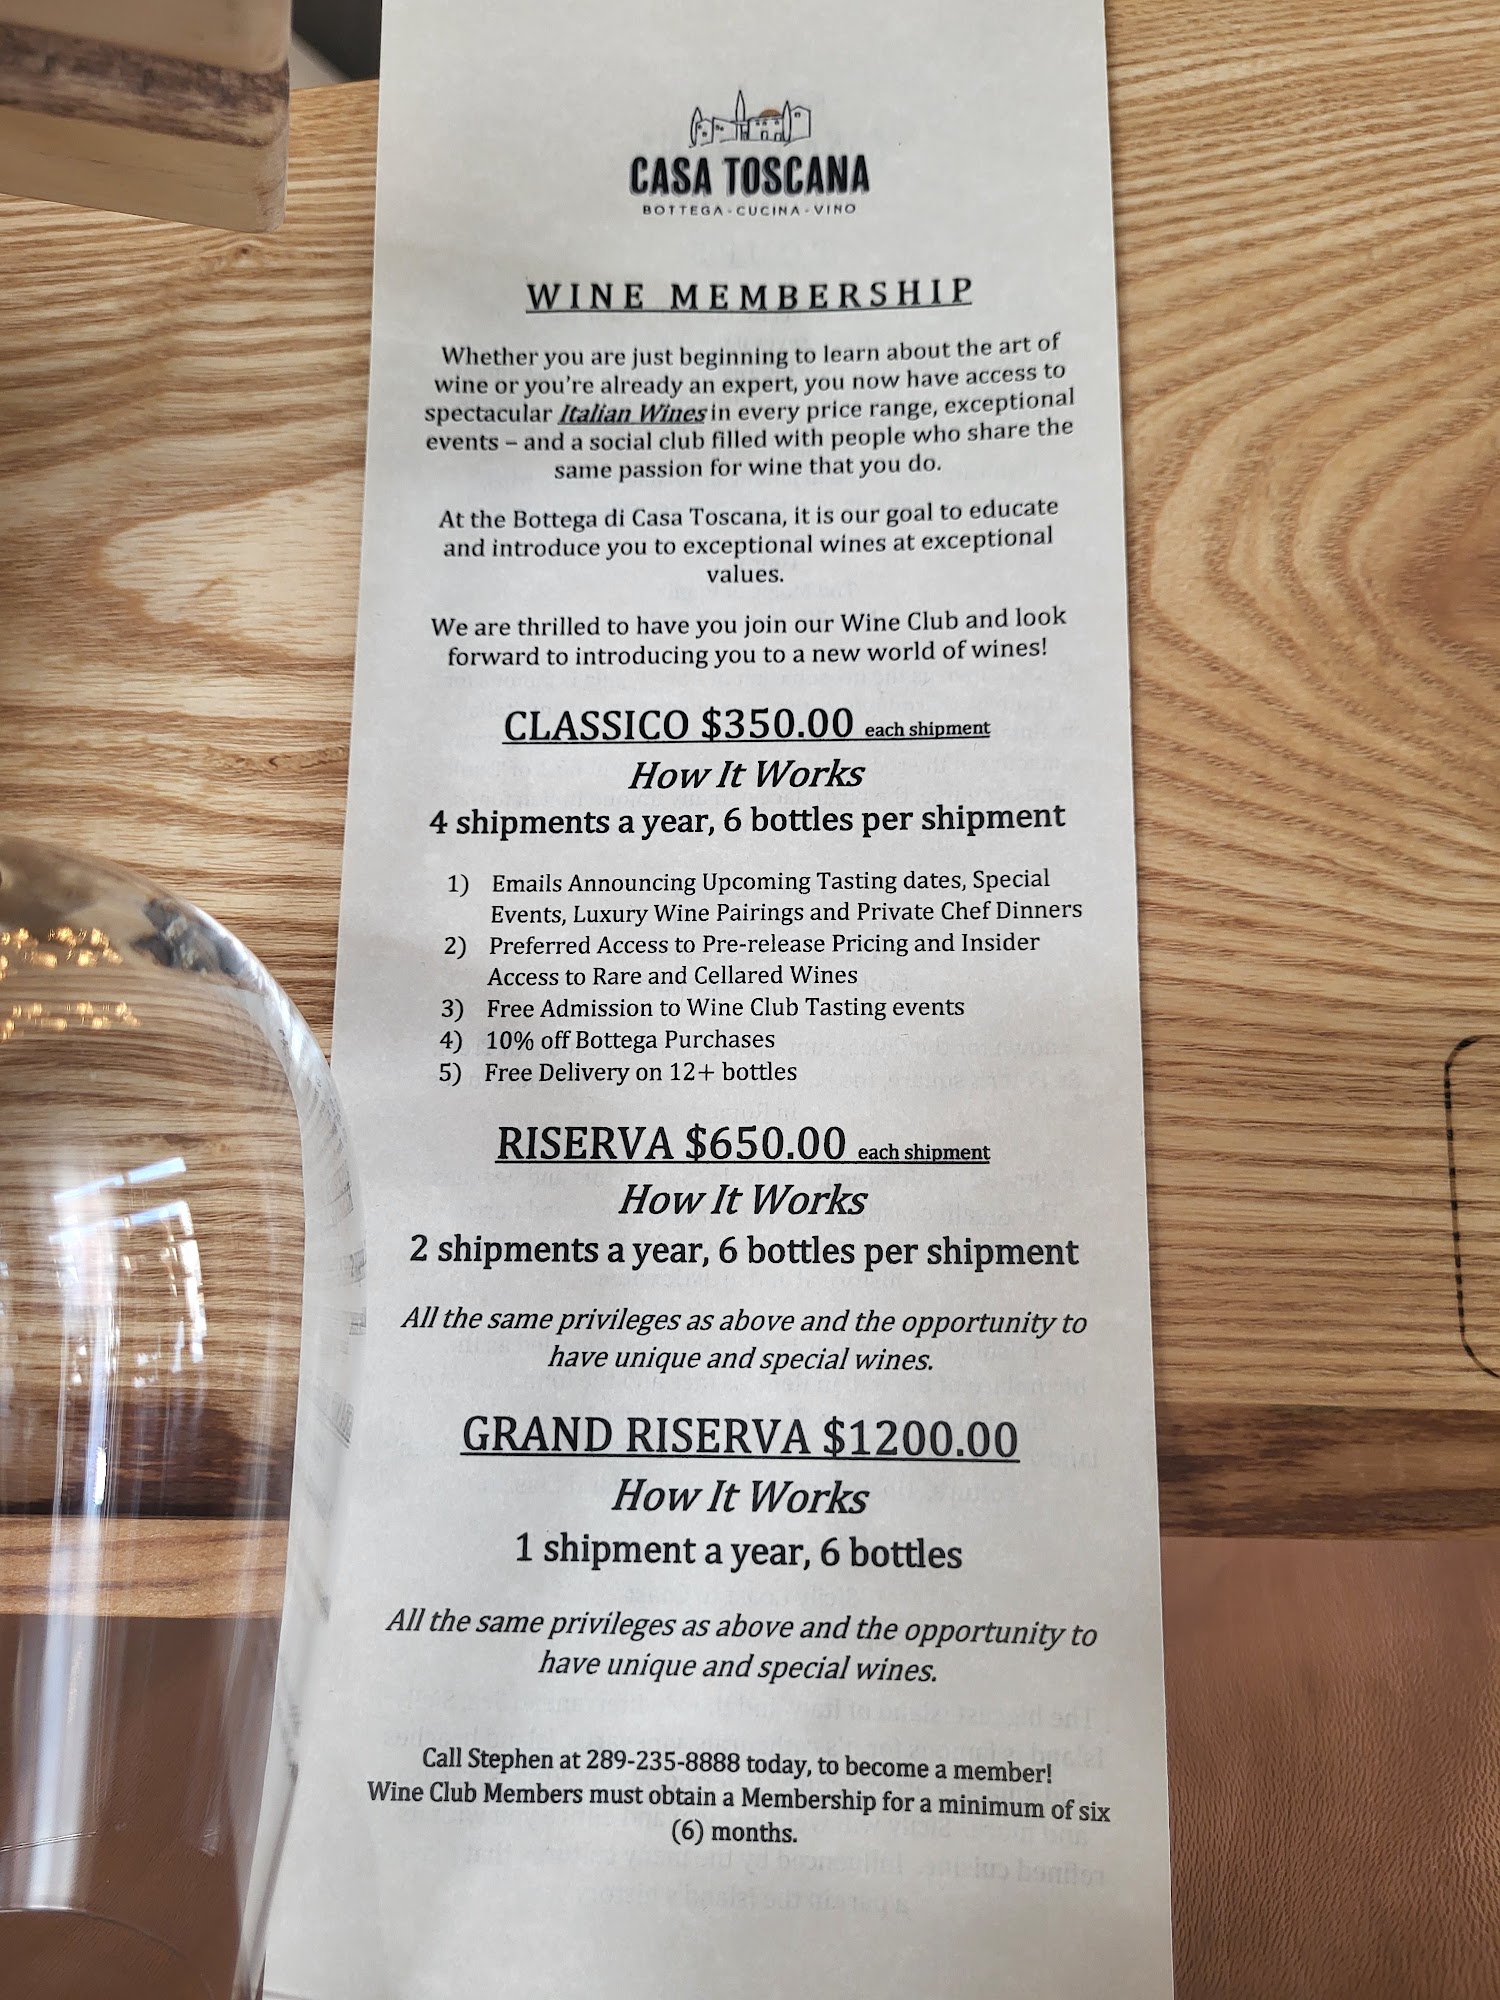 CASA TOSCANA
BOTTEGA - CUCINA - VINO
WINE MEMBERSHIP
Whether you are just beginning to learn about the art of
wine or you're already an expert, you now have access to
spectacular Italian Wines in every price range, exceptional
events – and a social club filled with people who share the
same passion for wine that you do.
At the Bottega di Casa Toscana, it is our goal to educate
and introduce you to exceptional wines at exceptional
values.
We are thrilled to have you join our Wine Club and look
forward to introducing you to a new world of wines!
CLASSICO $350.00 each shipment
How It Works
4 shipments a year, 6 bottles per shipment
1) Emails Announcing Upcoming Tasting dates, Special
Events, Luxury Wine Pairings and Private Chef Dinners
2) Preferred Access to Pre-release Pricing and Insider
Access to Rare and Cellared Wines
3) Free Admission to Wine Club Tasting events
4) 10% off Bottega Purchases
5) Free Delivery on 12+ bottles
RISERVA $650.00 each shipment
How It Works
2 shipments a year, 6 bottles per shipment
All the same privileges as above and the opportunity to
have unique and special wines.
GRAND RISERVA $1200.00
How It Works
1 shipment a year, 6 bottles
All the same privileges as above and the opportunity to
have unique and special wines.
Call Stephen at 289-235-8888 today, to become a member!
Wine Club Members must obtain a Membership for a minimum of six
(6) months.